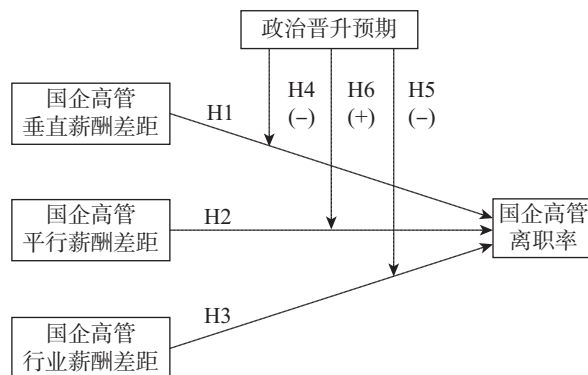 政治晋升预期
国企高管
垂直薪酬差距
H1
H4
(-)
H6
(+)
H5
(-)
国企高管
平行薪酬差距
H2
国企高管
离职率
H3
国企高管
行业薪酬差距